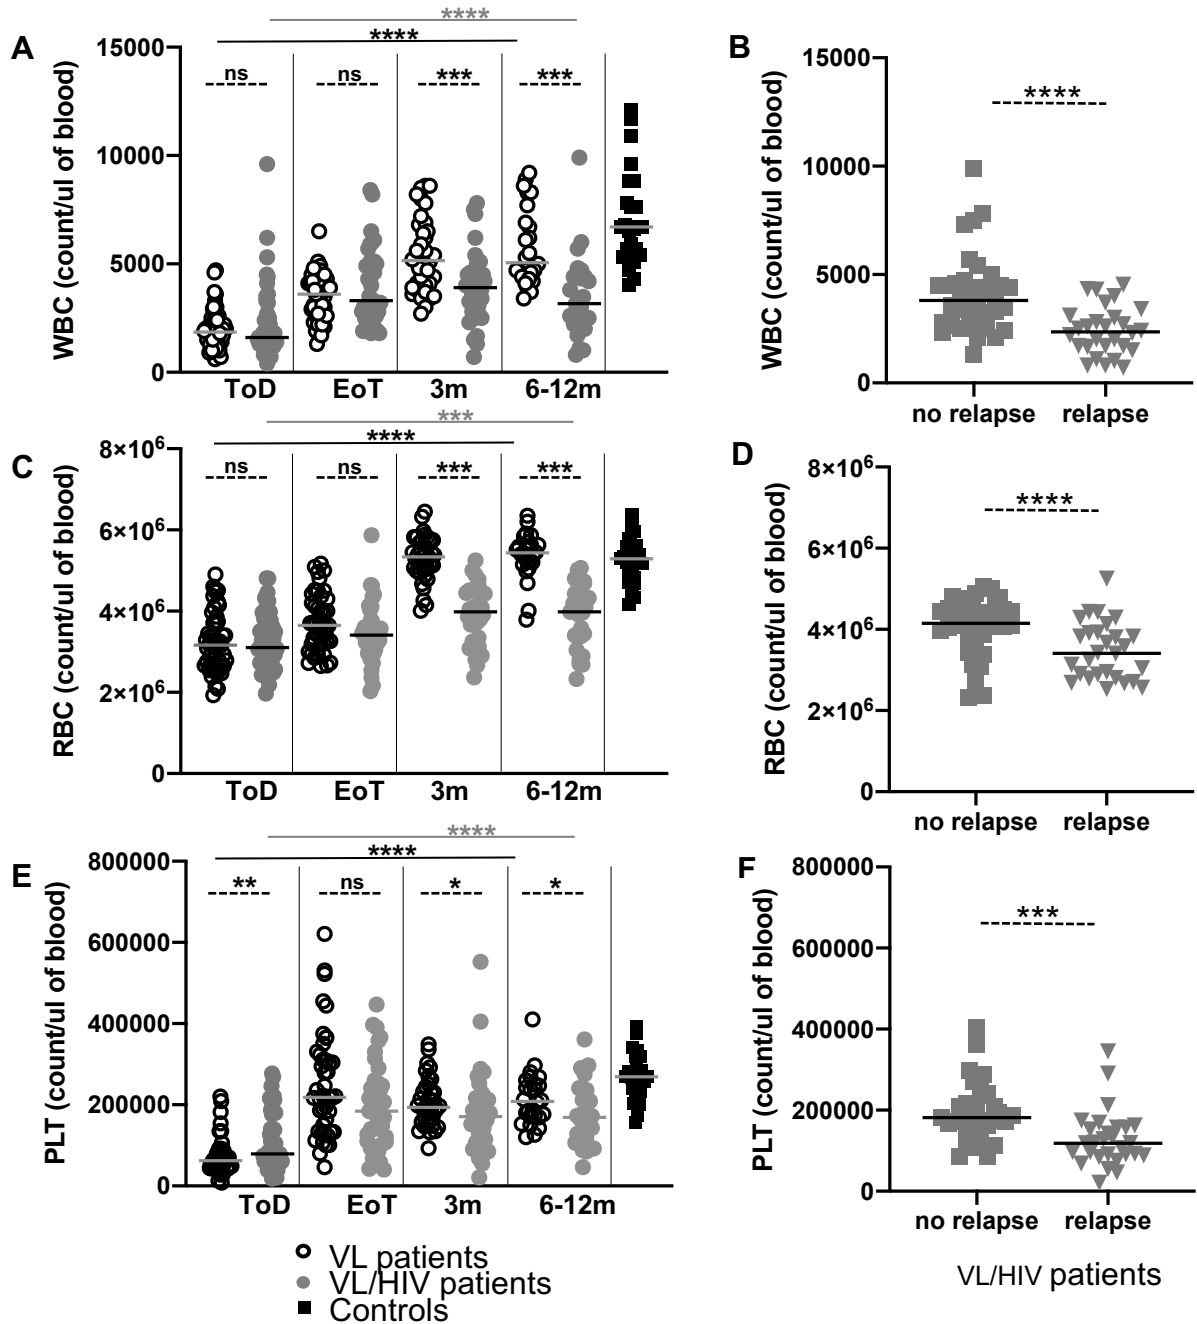 A
WBC (count/ul of blood)
15000
10000
5000
0
****
****
ns
ns
***
***
ToD
EoT
3m
6-12m
B
WBC (count/ul of blood)
15000
10000
5000
0
****
no relapse
relapse
C
RBC (count/ul of blood)
8×10⁶
6×10⁶
4×10⁶
2×10⁶
0
***
****
ns
ns
***
***
ToD
EoT
3m
6-12m
D
RBC (count/ul of blood)
8×10⁶
6×10⁶
4×10⁶
2×10⁶
0
****
no relapse
relapse
E
PLT (count/ul of blood)
800000
600000
400000
200000
0
****
****
**
ns
*
*
ToD
EoT
3m
6-12m
F
PLT (count/ul of blood)
800000
600000
400000
200000
0
***
no relapse
relapse
VL patients
VL/HIV patients
Controls
VL/HIV patients